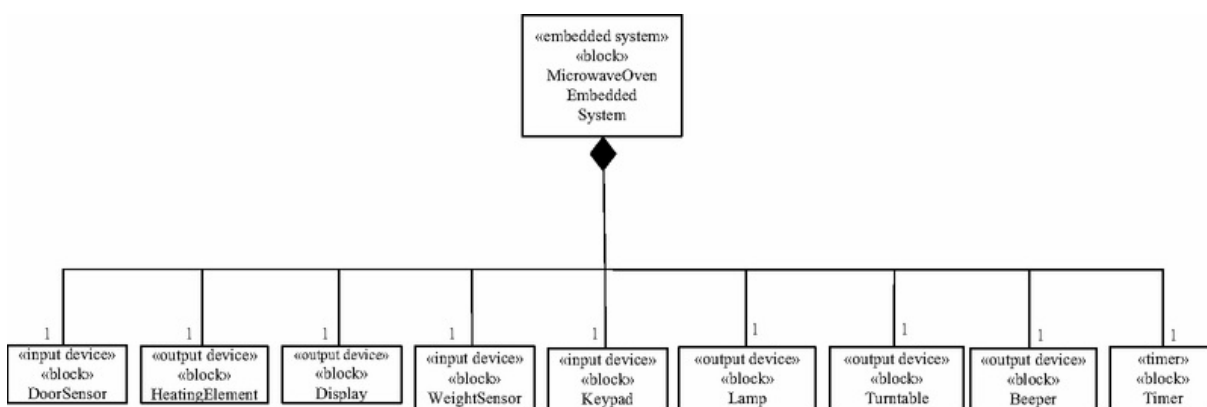 «embedded system»
«block»
MicrowaveOven
Embedded
System
1
«input device»
«block»
DoorSensor
1
«output device»
«block»
HeatingElement
1
«output device»
«block»
Display
1
«input device»
«block»
WeightSensor
1
«input device»
«block»
Keypad
1
«output device»
«block»
Lamp
1
«output device»
«block»
Turntable
1
«output device»
«block»
Beeper
1
«timer»
«block»
Timer